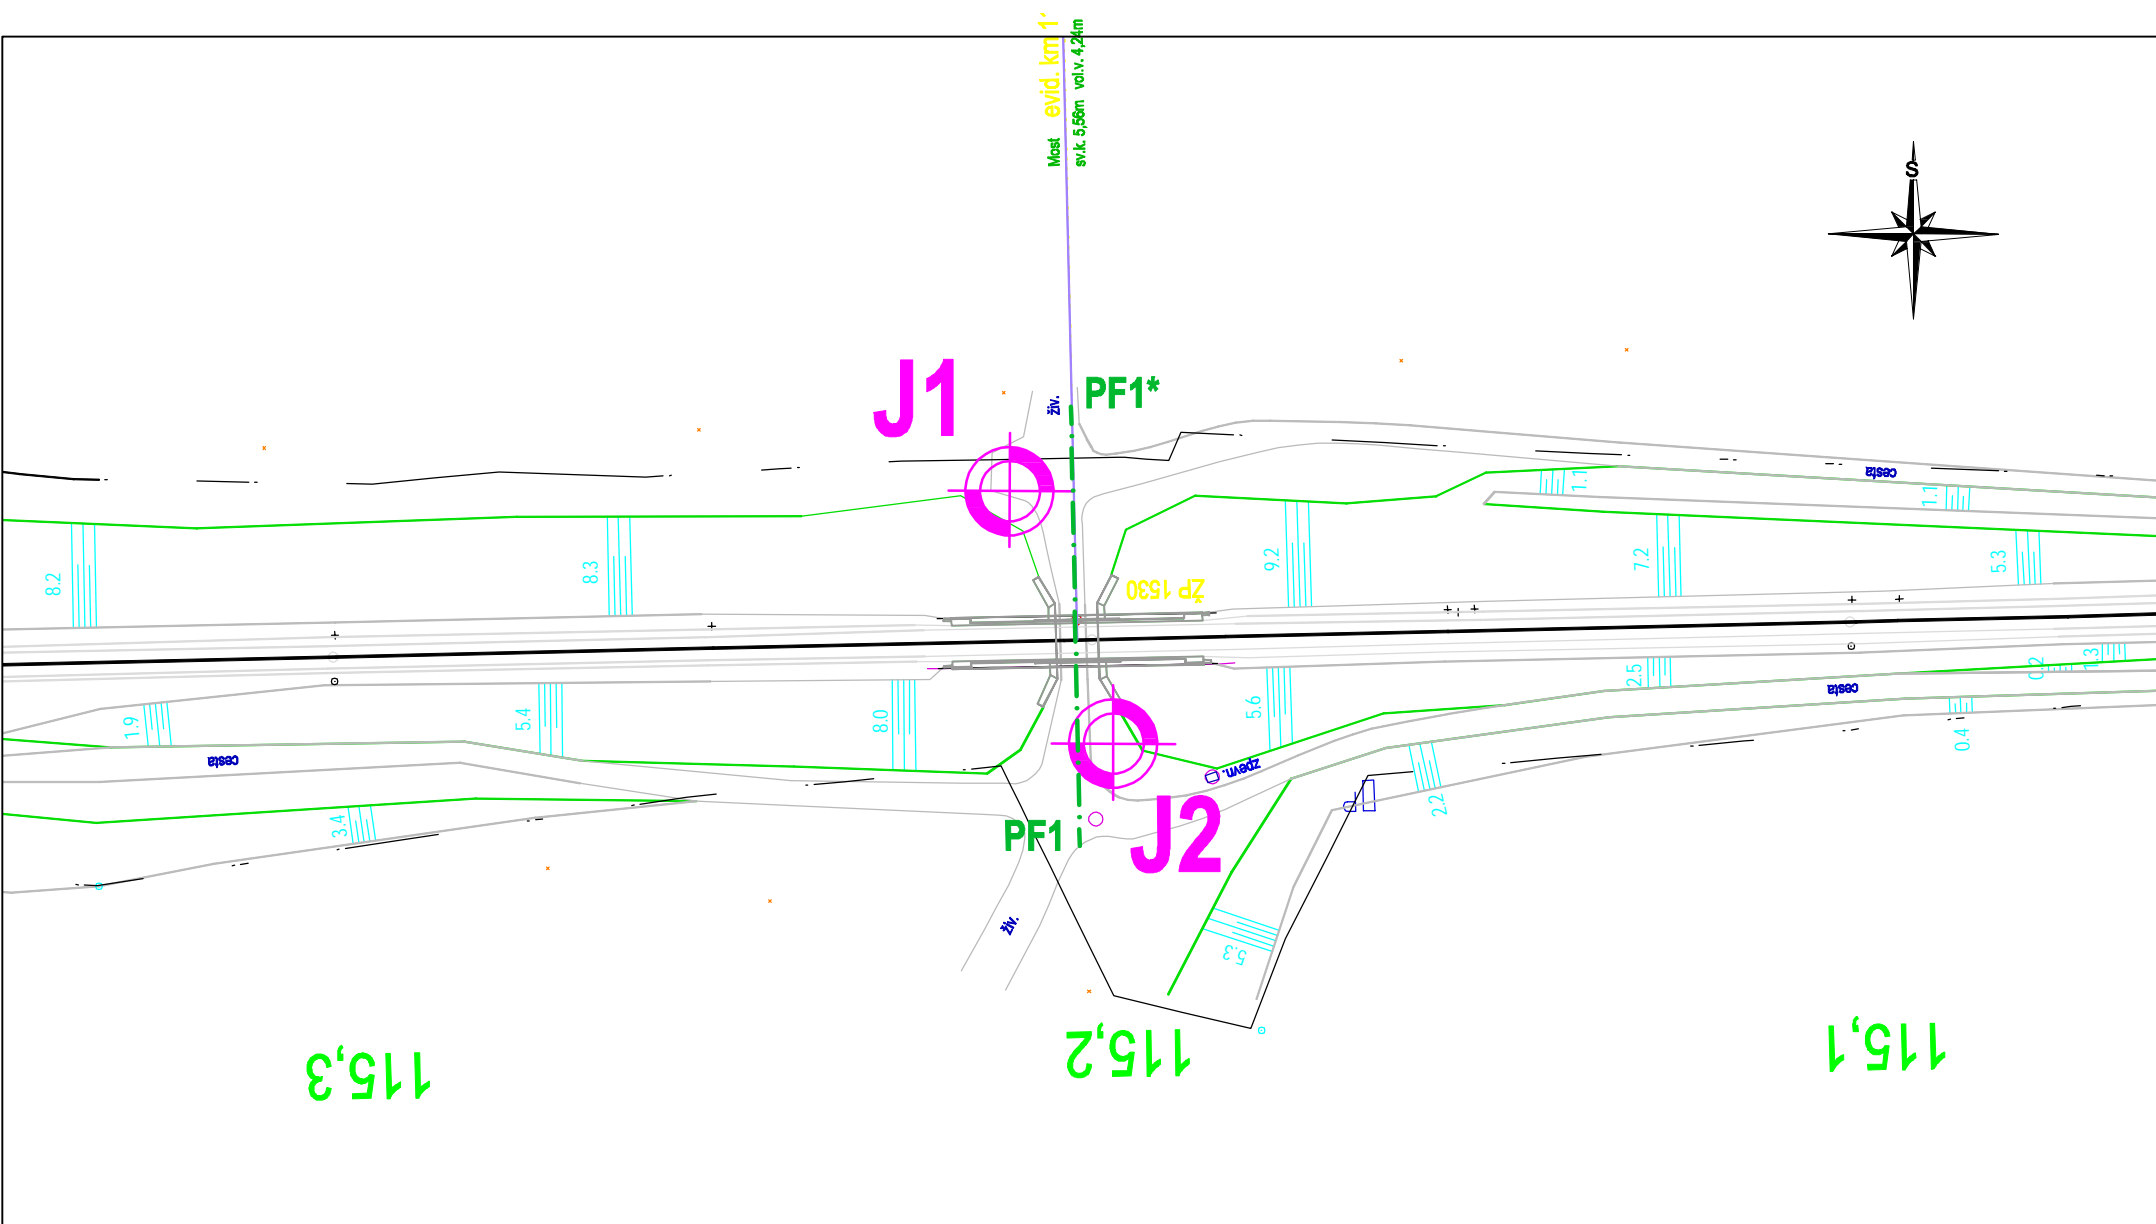 evid. km 1
Most
sv.k. 5,56m vol.v. 4,24m
S
J1
PF1*
živ.
cesta
1.1
1.1
8.2
8.3
9.2
7.2
5.3
ŽP 1530
1.9
5.4
8.0
5.6
2.5
0.2
1.3
cesta
cesta
zpevn.
0.4
3.4
2.2
PF1
J2
živ.
5.3
115,3
115,2
115,1